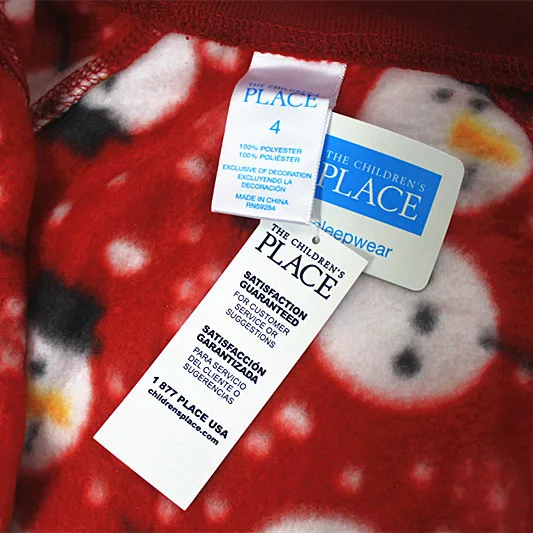 THE CHILDREN'S
PLACE
4
100% POLYESTER
100% POLIÉSTER
EXCLUSIVE OF DECORATION
EXCLUYENDO LA
DECORACIÓN
MADE IN CHINA
RN59284
THE CHILDREN'S
PLACE
sleepwear
THE CHILDREN'S
PLACE
SATISFACTION
GUARANTEED
FOR CUSTOMER
SERVICE OR
SUGGESTIONS
SATISFACCIÓN
GARANTIZADA
PARA SERVICIO
DEL CLIENTE O
SUGERENCIAS
1 877 PLACE USA
childrensplace.com